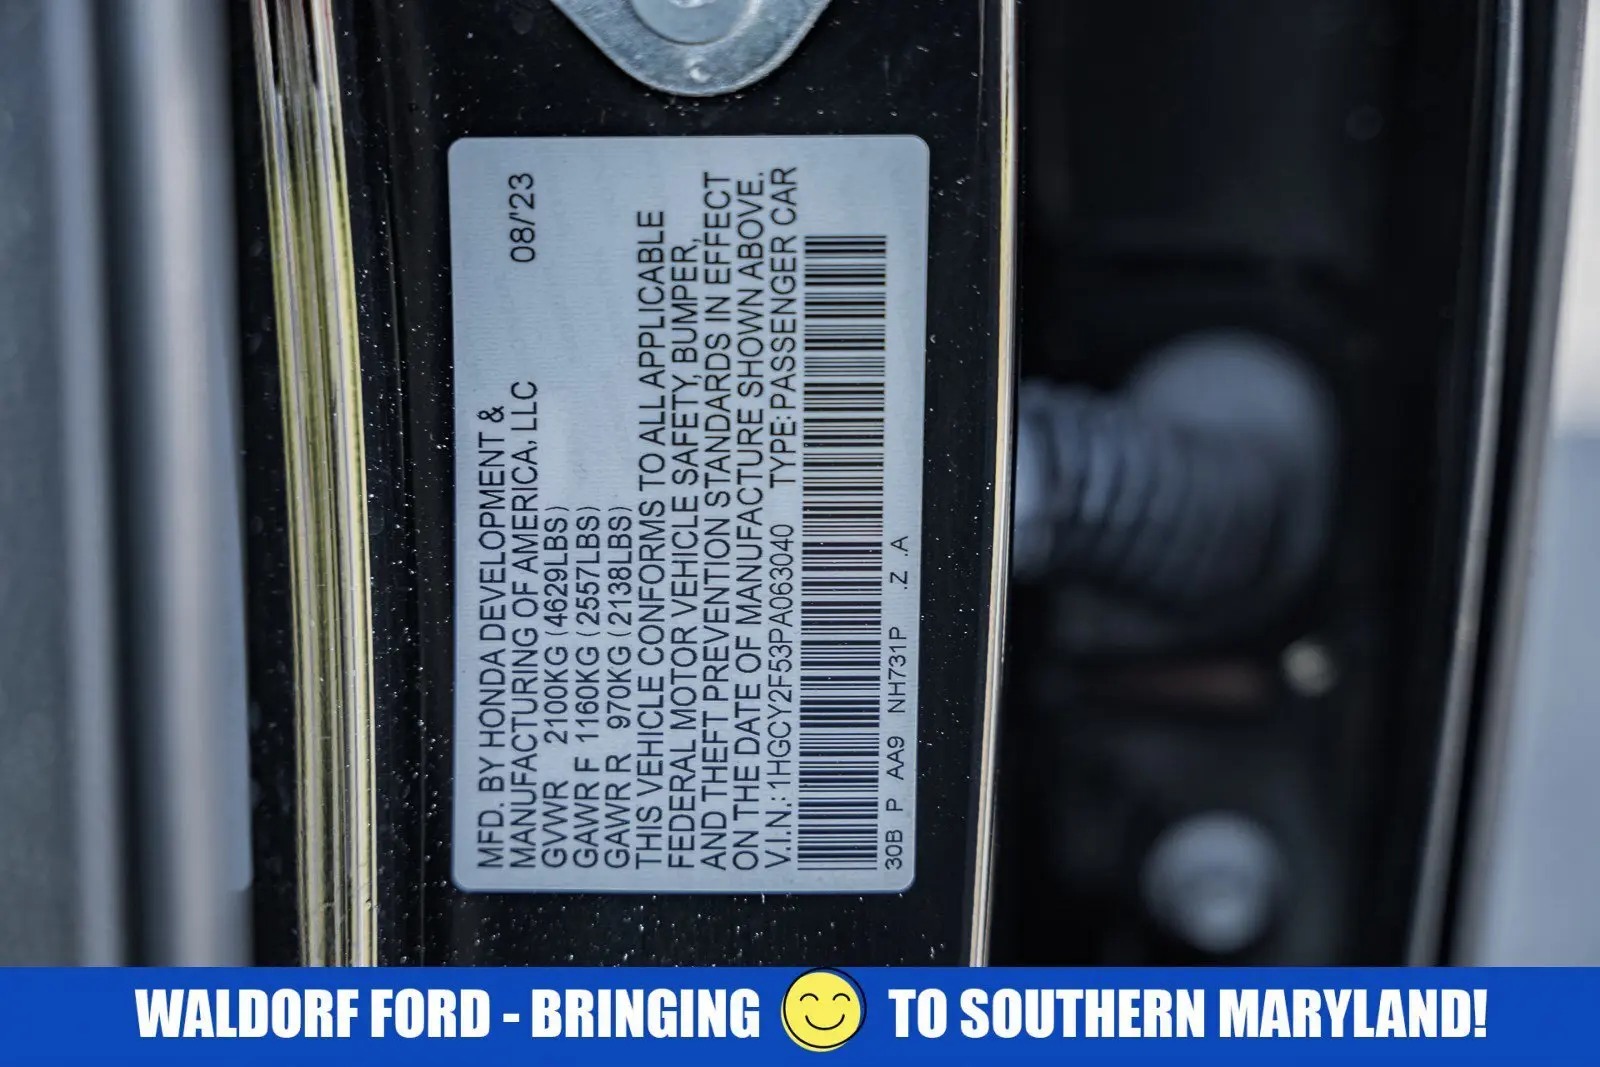 MFD. BY HONDA DEVELOPMENT &
MANUFACTURING OF AMERICA, LLC 08/'23
GVWR 2100KG (4629LBS)
GAWR F 1160KG (2557LBS)
GAWR R 970KG (2138LBS)
THIS VEHICLE CONFORMS TO ALL APPLICABLE
FEDERAL MOTOR VEHICLE SAFETY, BUMPER,
AND THEFT PREVENTION STANDARDS IN EFFECT
ON THE DATE OF MANUFACTURE SHOWN ABOVE.
V.I.N.: 1HGCY2F53PA063040 TYPE: PASSENGER CAR
30B P AA9 NH731P .Z .A
WALDORF FORD - BRINGING TO SOUTHERN MARYLAND!